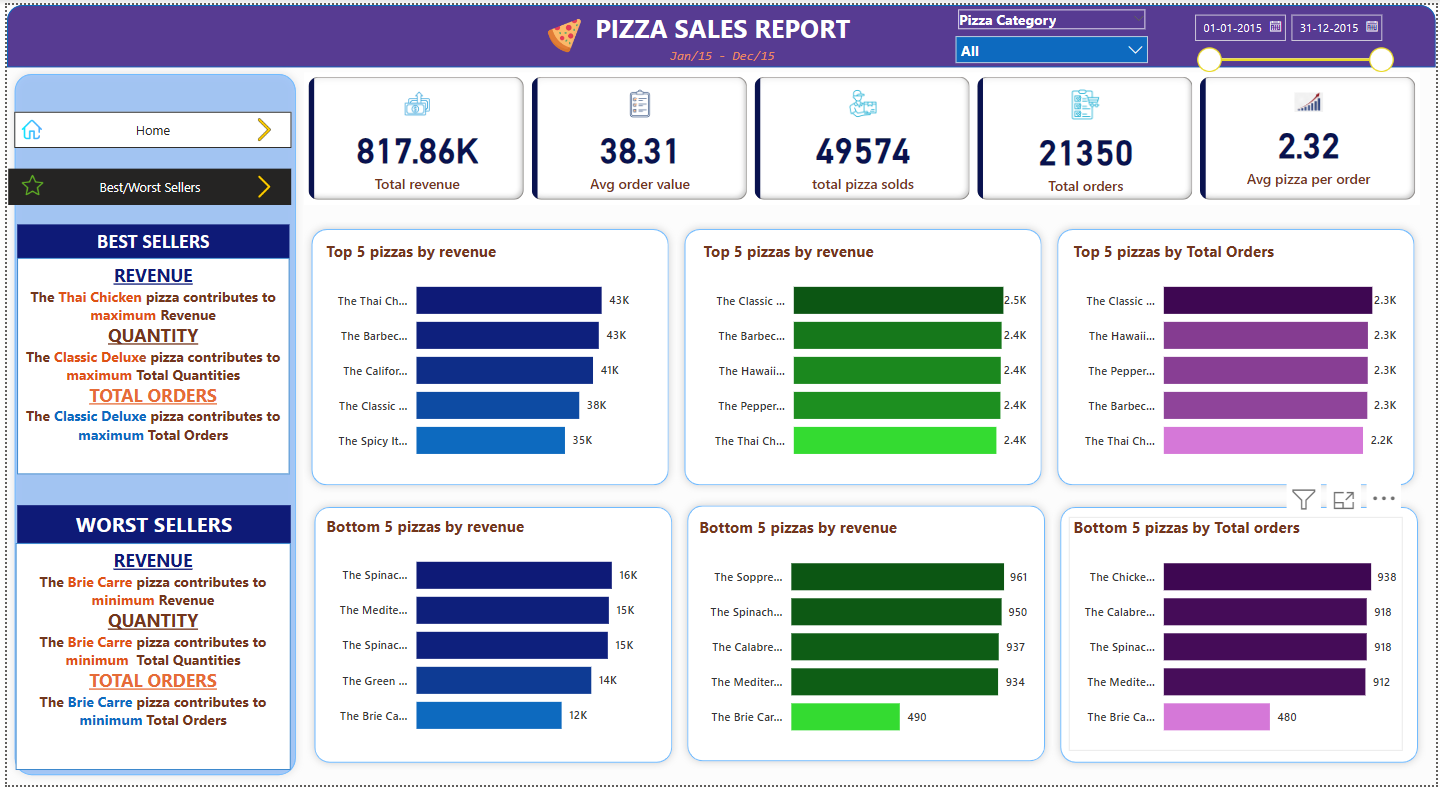 PIZZA SALES REPORT
Jan/15 - Dec/15
Pizza Category
All
01-01-2015
31-12-2015
Home
Best/Worst Sellers
BEST SELLERS
REVENUE
The Thai Chicken pizza contributes to
maximum Revenue
QUANTITY
The Classic Deluxe pizza contributes to
maximum Total Quantities
TOTAL ORDERS
The Classic Deluxe pizza contributes to
maximum Total Orders
WORST SELLERS
REVENUE
The Brie Carre pizza contributes to
minimum Revenue
QUANTITY
The Brie Carre pizza contributes to
minimum Total Quantities
TOTAL ORDERS
The Brie Carre pizza contributes to
minimum Total Orders
817.86K
Total revenue
38.31
Avg order value
49574
total pizza solds
21350
Total orders
2.32
Avg pizza per order
Top 5 pizzas by revenue
The Thai Ch... 43K
The Barbec... 43K
The Califor... 41K
The Classic ... 38K
The Spicy It... 35K
Top 5 pizzas by revenue
The Classic ... 2.5K
The Barbec... 2.4K
The Hawaii... 2.4K
The Pepper... 2.4K
The Thai Ch... 2.4K
Top 5 pizzas by Total Orders
The Classic ... 2.3K
The Hawaii... 2.3K
The Pepper... 2.3K
The Barbec... 2.3K
The Thai Ch... 2.2K
Bottom 5 pizzas by revenue
The Spinac... 16K
The Medite... 15K
The Spinac... 15K
The Green ... 14K
The Brie Ca... 12K
Bottom 5 pizzas by revenue
The Soppre... 961
The Spinach... 950
The Calabre... 937
The Mediter... 934
The Brie Car... 490
Bottom 5 pizzas by Total orders
The Chicke... 938
The Calabre... 918
The Spinac... 918
The Medite... 912
The Brie Ca... 480